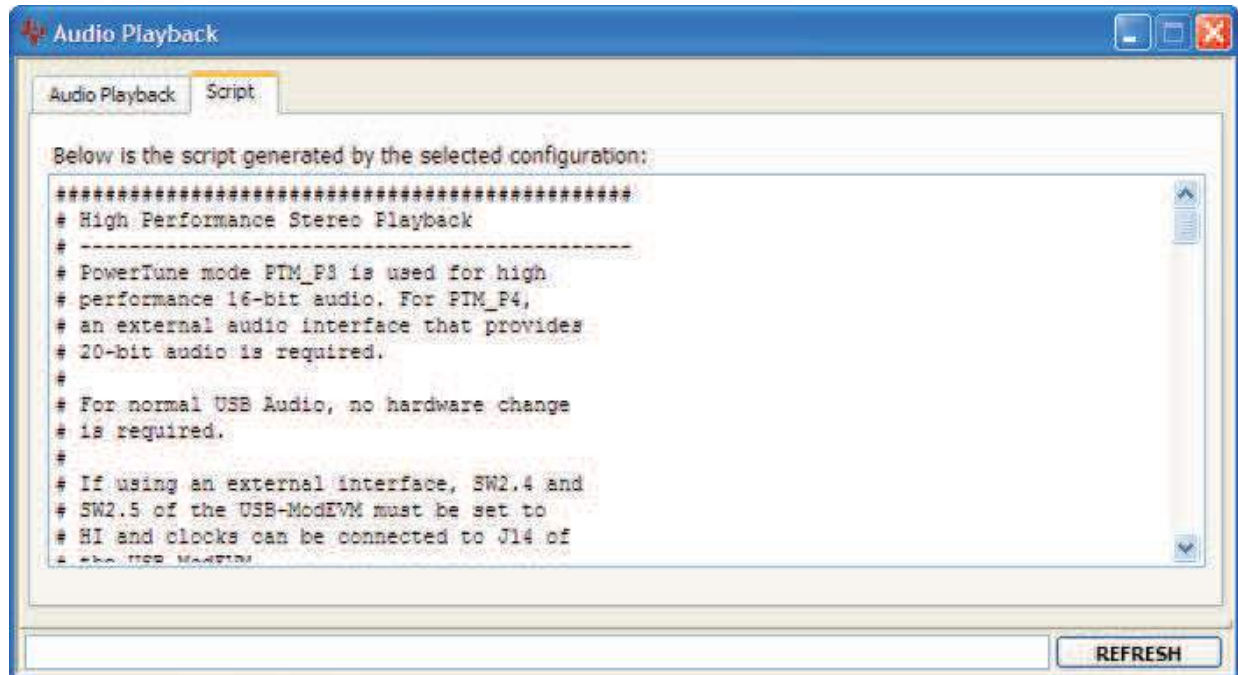 Audio Playback
Audio Playback Script
Below is the script generated by the selected configuration:
###############################################
# High Performance Stereo Playback
# ---------------------------------------------
# PowerTune mode PTM_P3 is used for high
# performance 16-bit audio. For PTM_P4,
# an external audio interface that provides
# 20-bit audio is required.
#
# For normal USB Audio, no hardware change
# is required.
#
# If using an external interface, SW2.4 and
# SW2.5 of the USB-ModEVM must be set to
# HI and clocks can be connected to J14 of
# the USB-ModEVM.
REFRESH